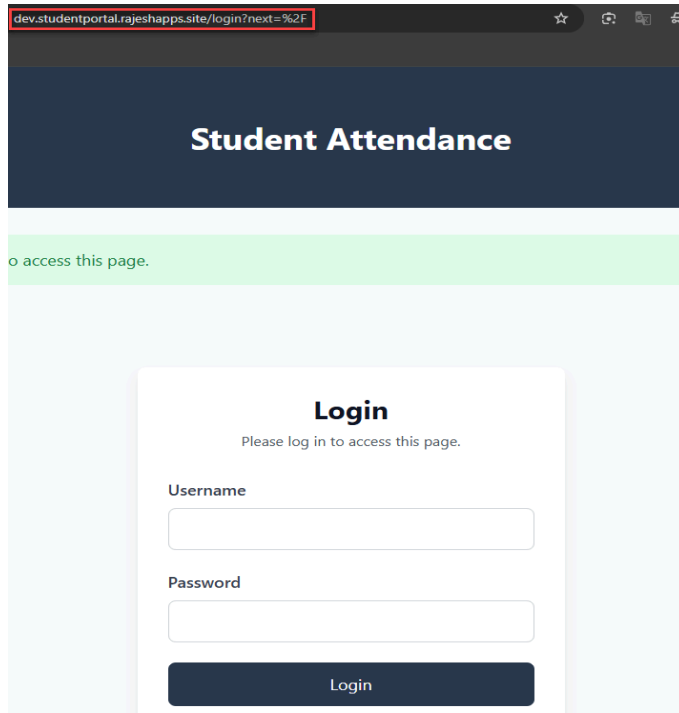 dev.studentportal.rajeshapps.site/login?next=%2F
Student Attendance
o access this page.
Login
Please log in to access this page.
Username
Password
Login